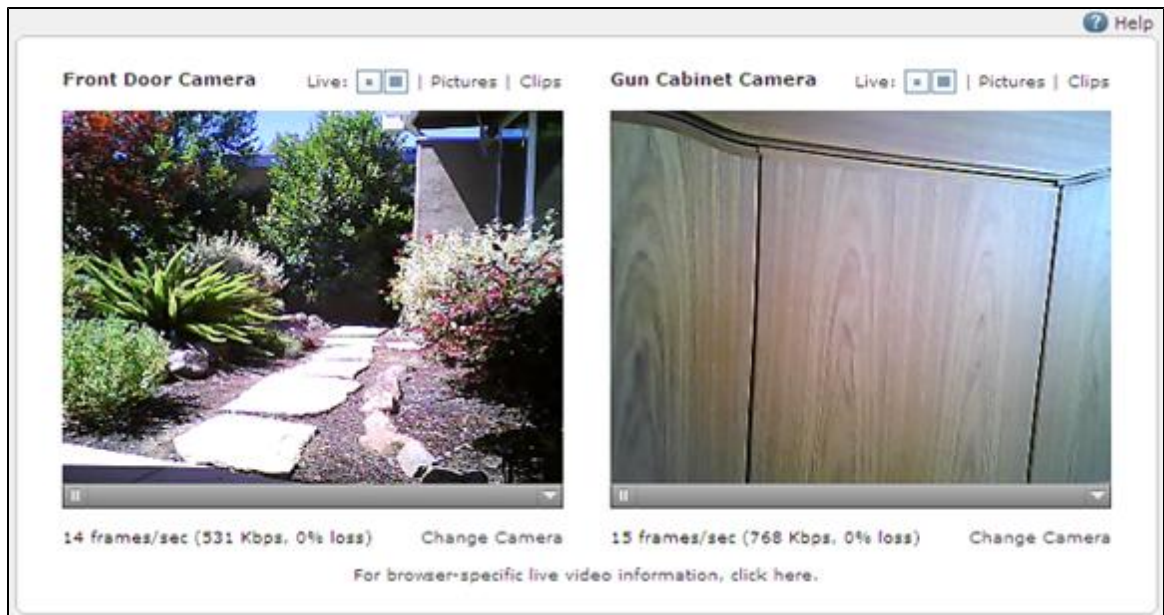 Help
Front Door Camera Live: | Pictures | Clips
Gun Cabinet Camera Live: | Pictures | Clips
14 frames/sec (531 Kbps, 0% loss) Change Camera
15 frames/sec (768 Kbps, 0% loss) Change Camera
For browser-specific live video information, click here.